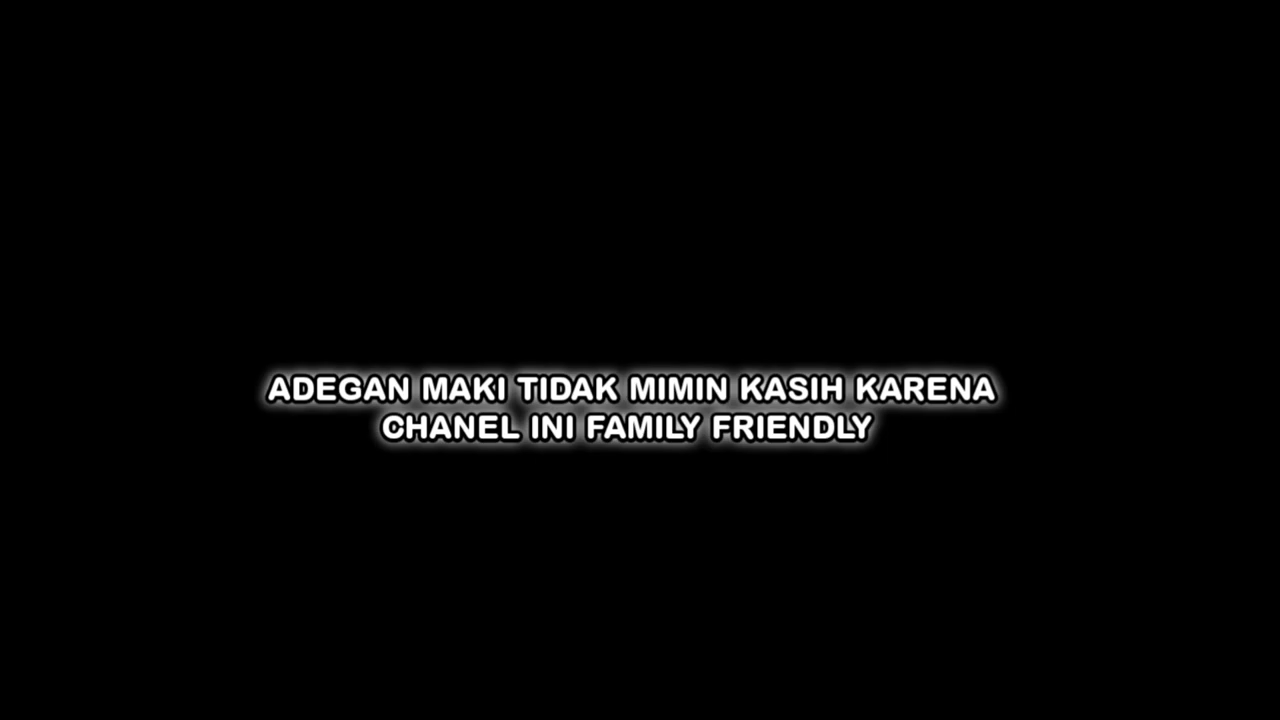 ADEGAN MAKI TIDAK MIMIN KASIH KARENA
CHANEL INI FAMILY FRIENDLY